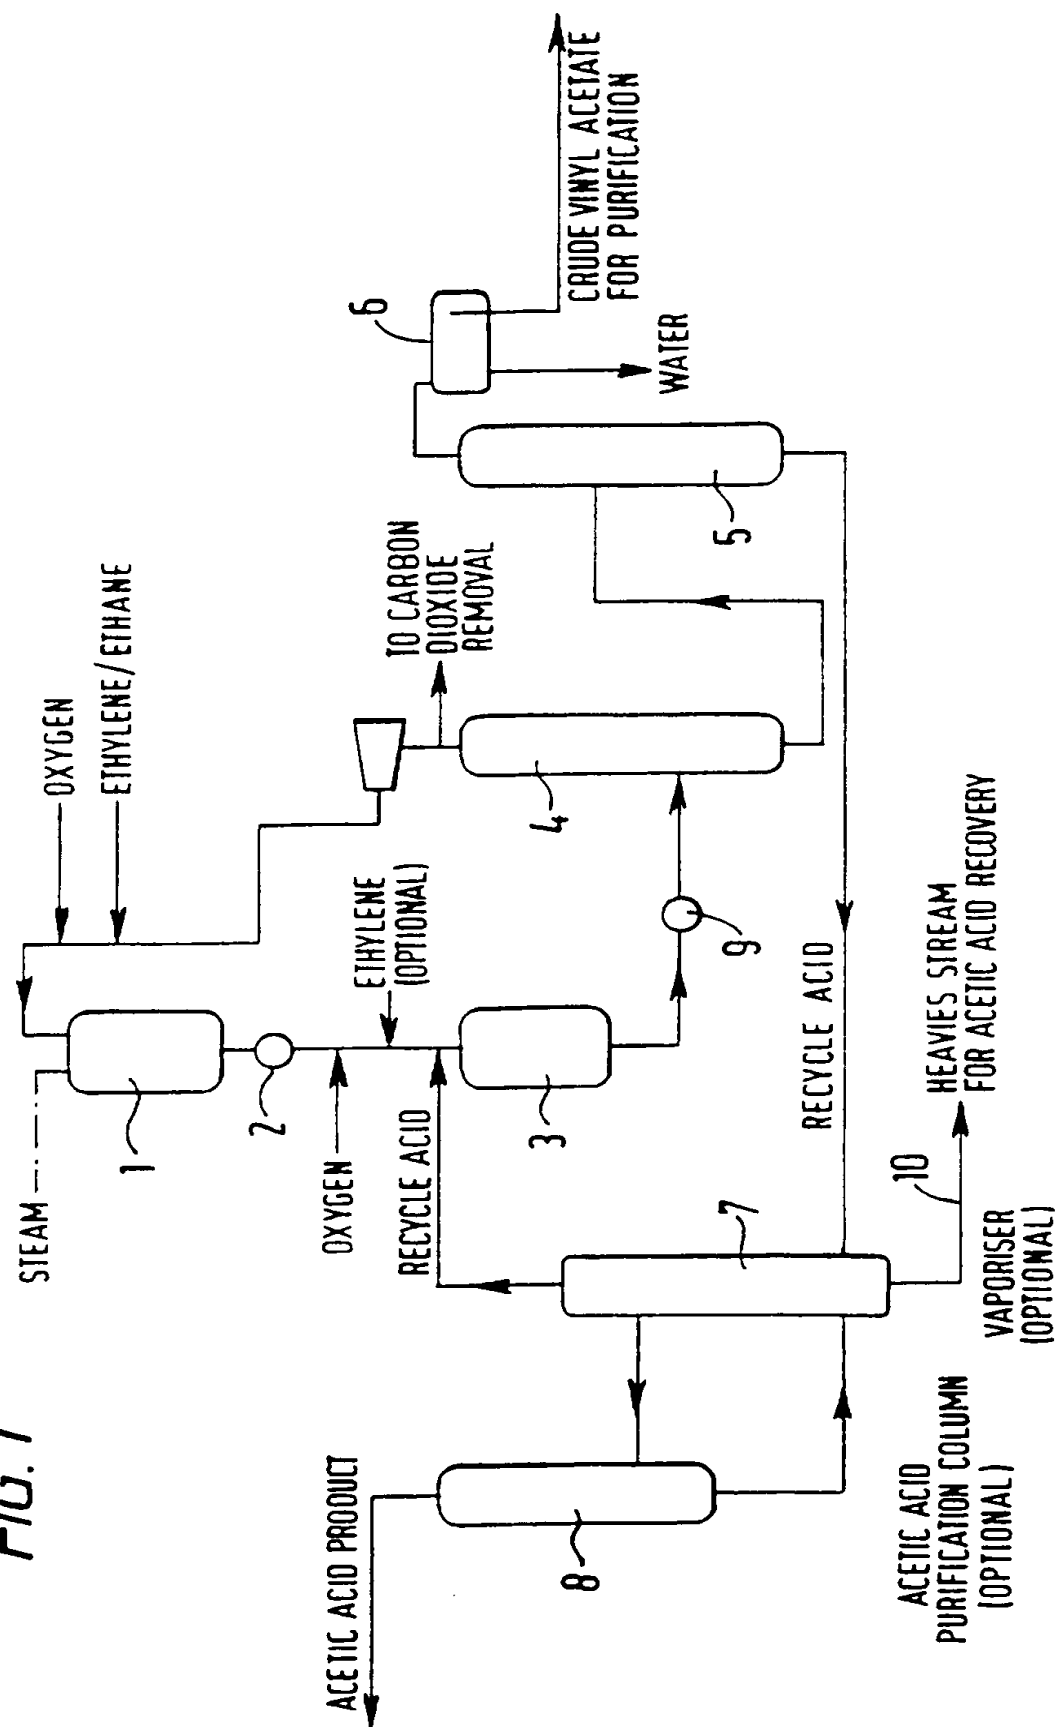 FIG. 1
STEAM
OXYGEN
ETHYLENE/ETHANE
1
2
OXYGEN
ETHYLENE
(OPTIONAL)
RECYCLE ACID
3
TO CARBON
DIOXIDE
REMOVAL
4
9
5
6
CRUDE VINYL ACETATE
FOR PURIFICATION
WATER
RECYCLE ACID
ACETIC ACID PRODUCT
8
7
10
HEAVIES STREAM
FOR ACETIC ACID RECOVERY
VAPORISER
(OPTIONAL)
ACETIC ACID
PURIFICATION COLUMN
(OPTIONAL)